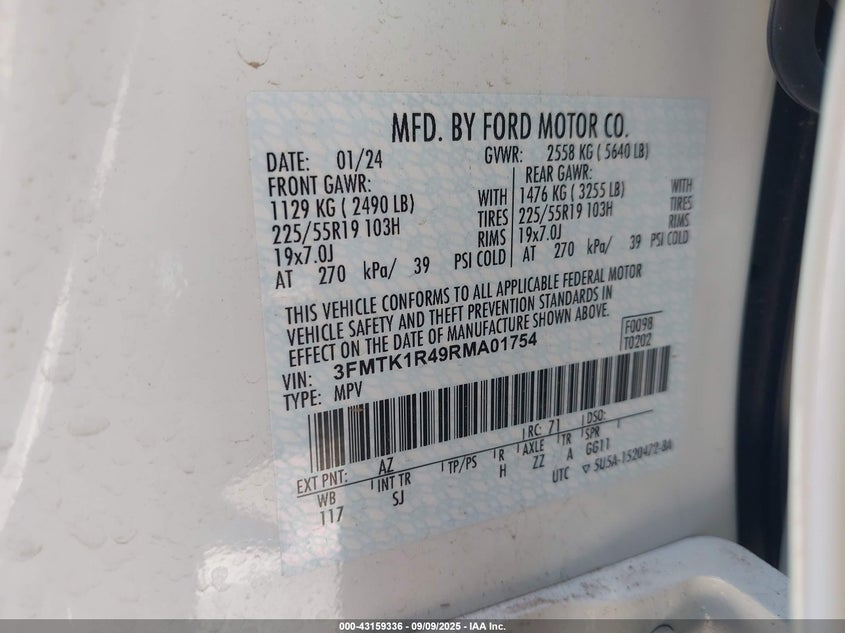 MFD. BY FORD MOTOR CO.
DATE: 01/24 GVWR: 2558 KG ( 5640 LB)
FRONT GAWR: REAR GAWR:
1129 KG ( 2490 LB) WITH 1476 KG ( 3255 LB) WITH
225/55R19 103H TIRES 225/55R19 103H TIRES
19x7.0J RIMS 19x7.0J RIMS
AT 270 kPa/ 39 PSI COLD AT 270 kPa/ 39 PSI COLD
THIS VEHICLE CONFORMS TO ALL APPLICABLE FEDERAL MOTOR
VEHICLE SAFETY AND THEFT PREVENTION STANDARDS IN
EFFECT ON THE DATE OF MANUFACTURE SHOWN ABOVE.
VIN: 3FMTK1R49RMA01754 F0098
TYPE: MPV T0202
EXT PNT: AZ RC: 71 DSO:
WB INT TR TP/PS R AXLE TR SPR
117 SJ H ZZ A GG11
UTC ▽ SU5A-1520472-BA
000-43159336 - 09/09/2025 - IAA Inc.